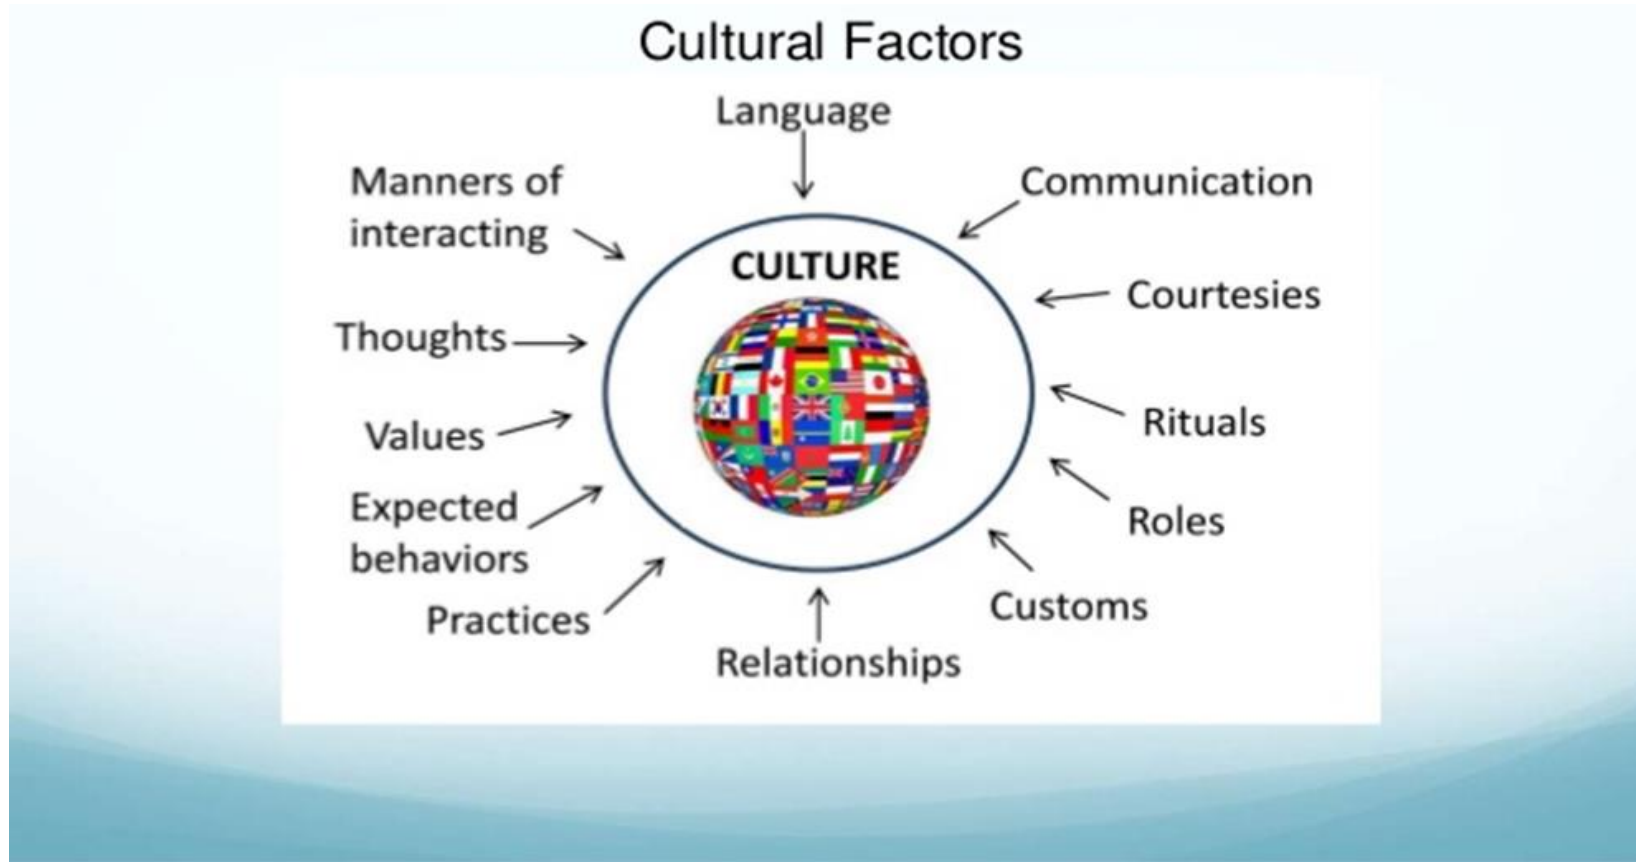 Cultural Factors
Language
Manners of
interacting
Communication
CULTURE
Courtesies
Thoughts
Values
Rituals
Expected
behaviors
Roles
Practices
Customs
Relationships